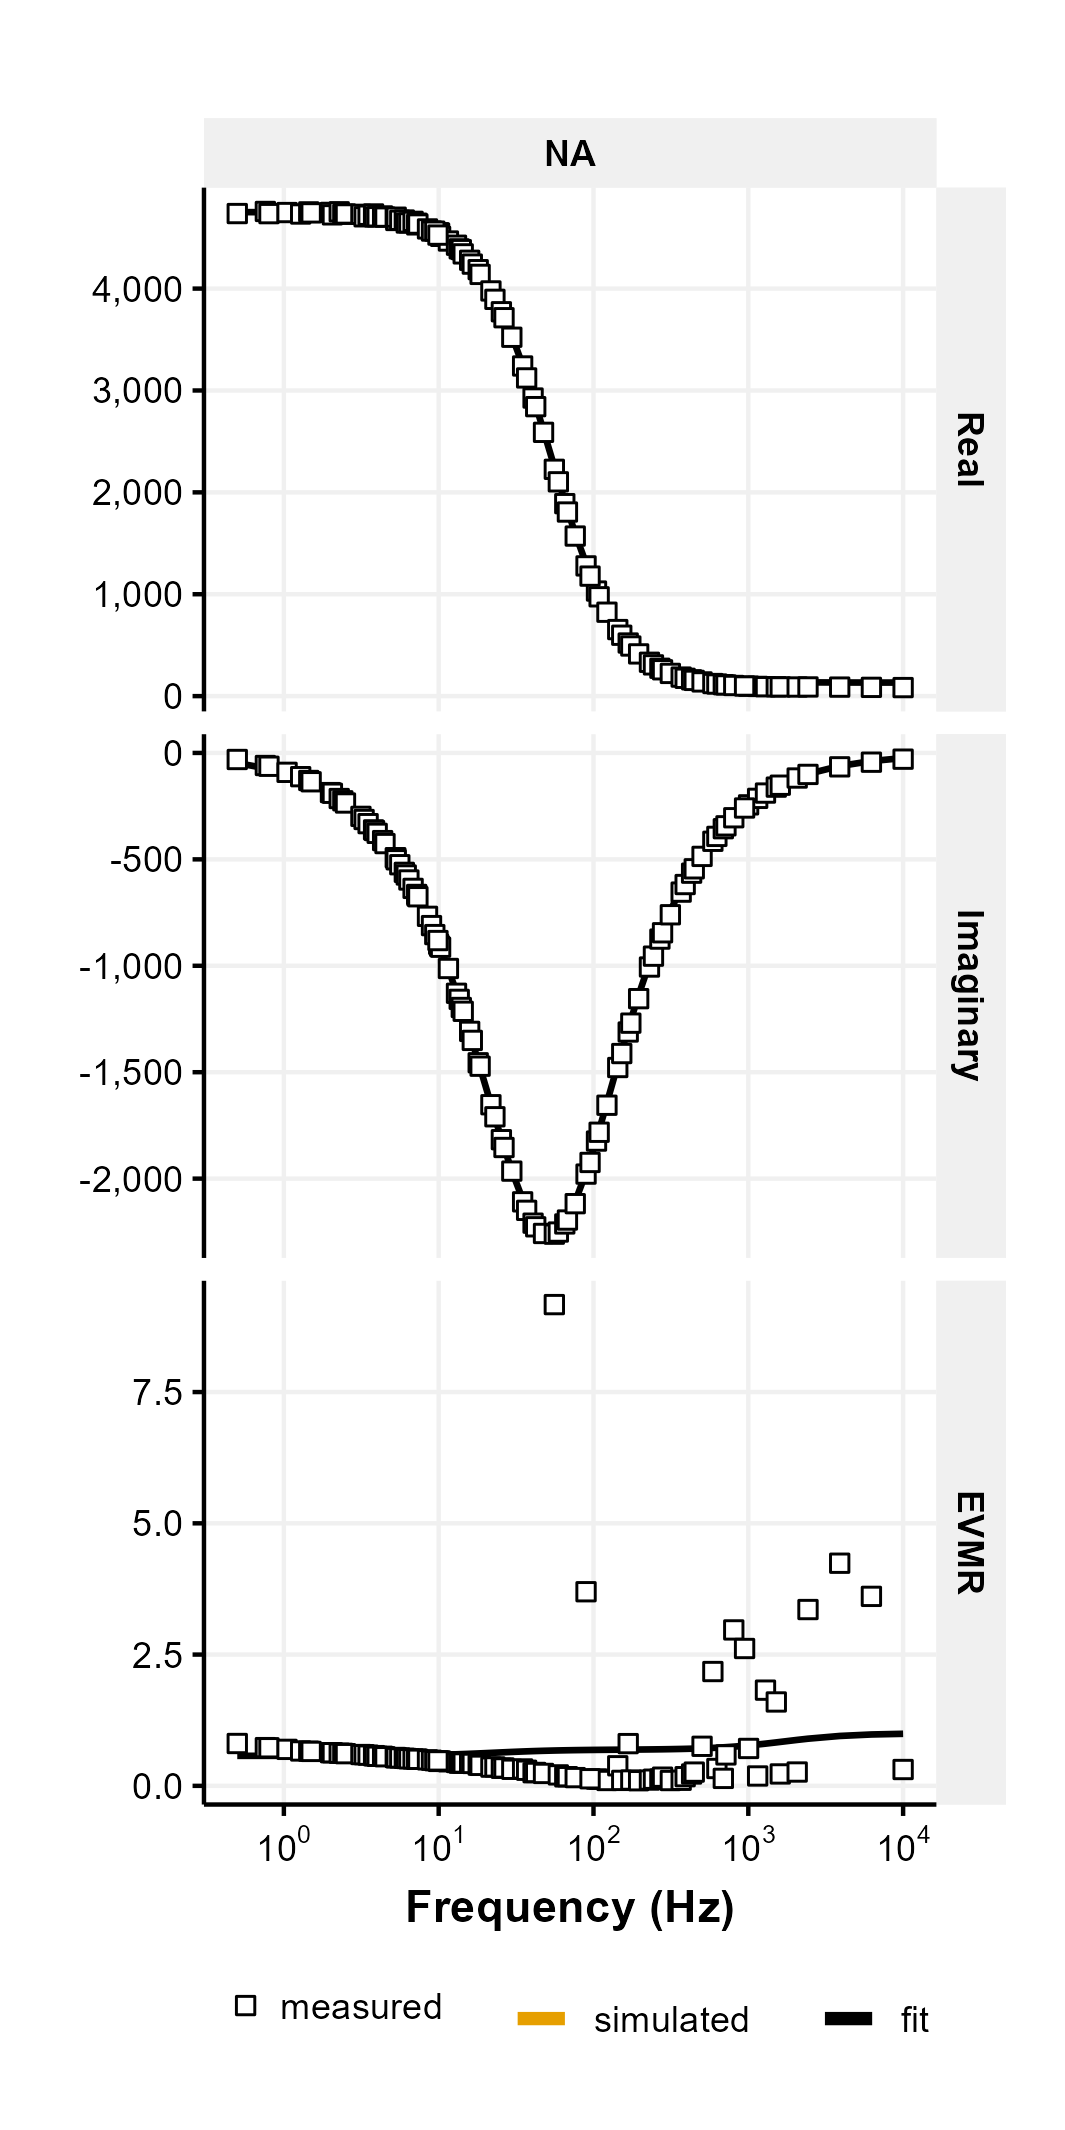 NA
4,000
3,000
2,000
1,000
0
Real
0
-500
-1,000
-1,500
-2,000
Imaginary
7.5
5.0
2.5
0.0
EVMR
10^0 10^1 10^2 10^3 10^4
Frequency (Hz)
measured simulated fit